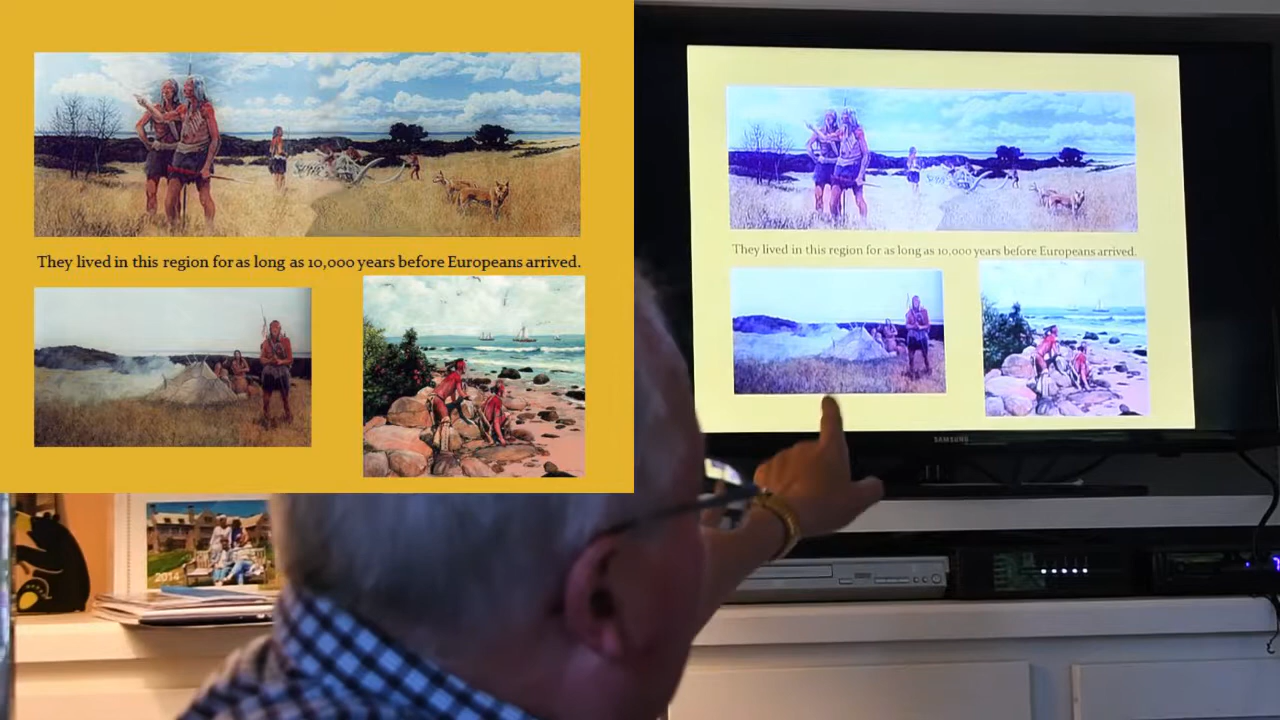 They lived in this region for as long as 10,000 years before Europeans arrived.
They lived in this region for as long as 10,000 years before Europeans arrived.
SAMSUNG
2014